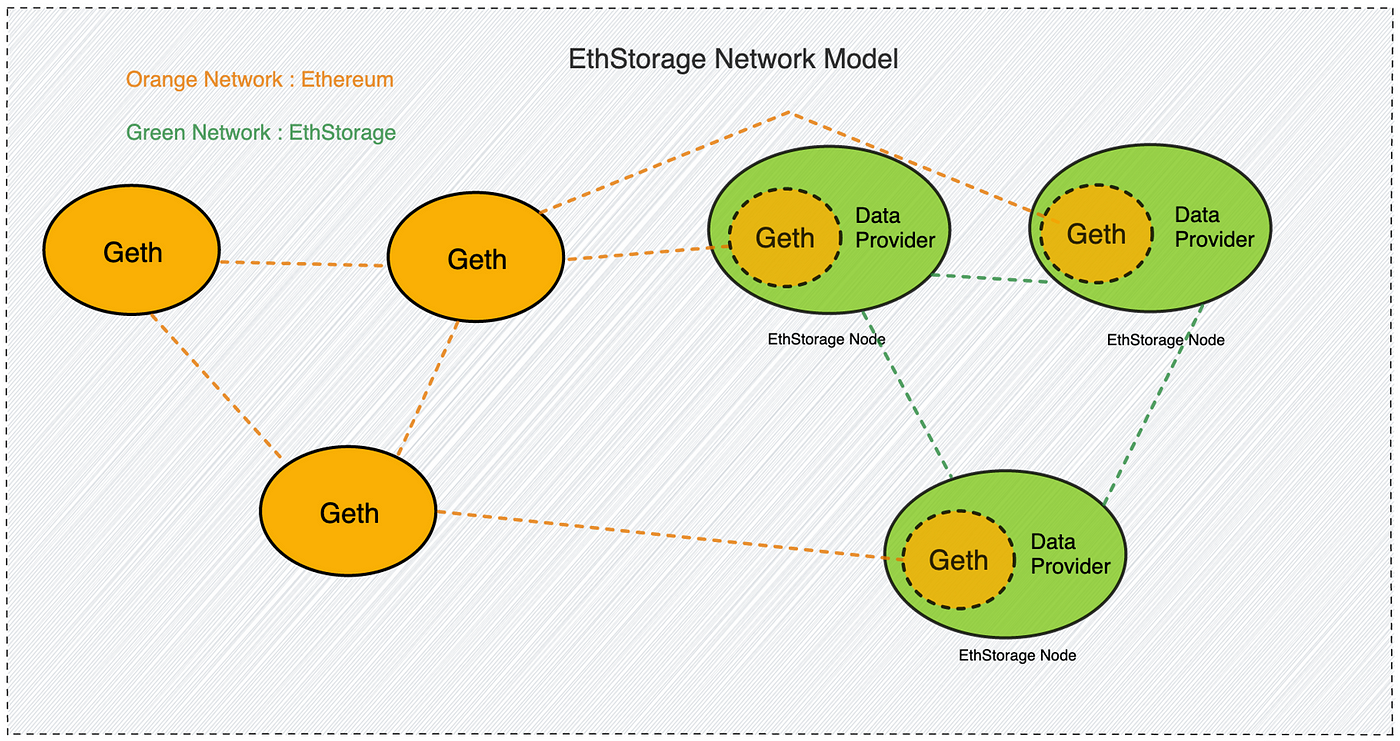 EthStorage Network Model
Orange Network : Ethereum
Green Network : EthStorage
Geth
Geth
Geth
Data
Provider
Geth
Data
Provider
EthStorage Node
EthStorage Node
Geth
Geth
Data
Provider
EthStorage Node